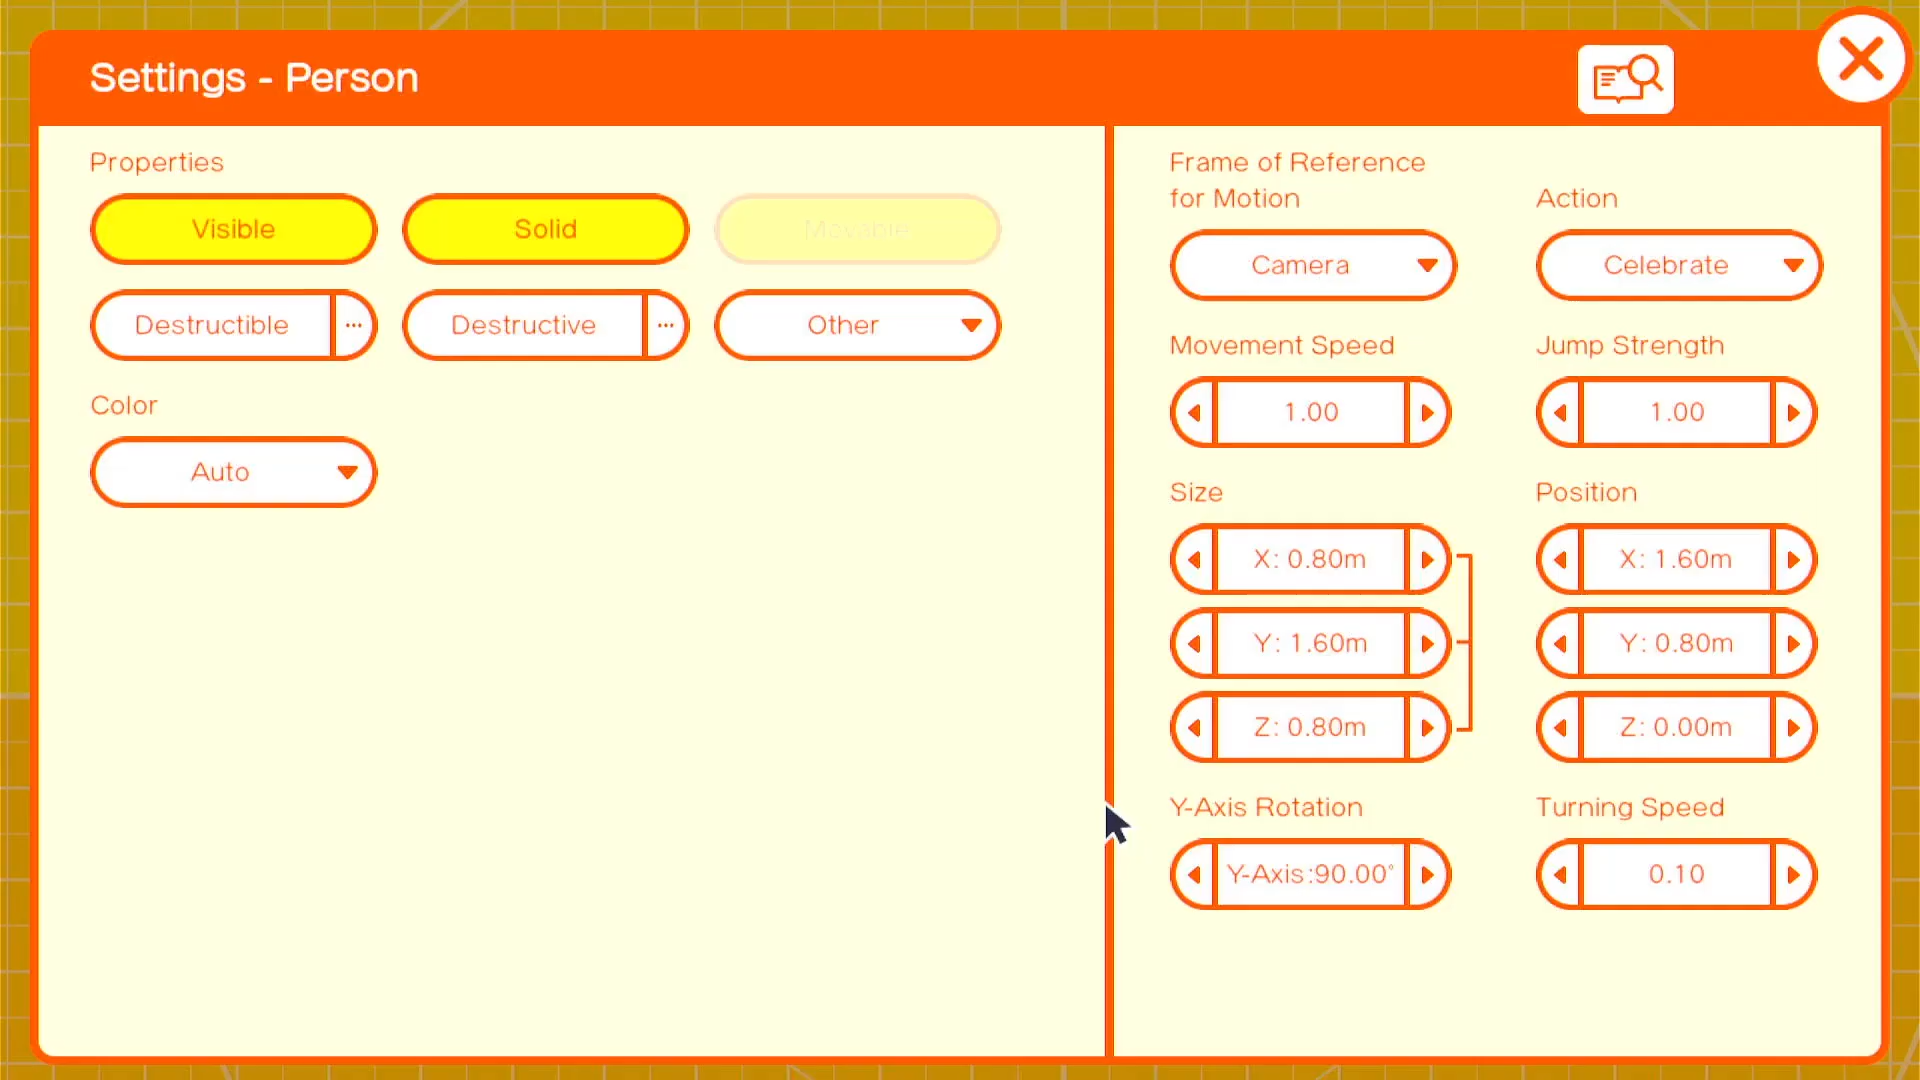 Settings - Person
Properties
Visible
Solid
Movable
Destructible
...
Destructive
...
Other
Color
Auto
Frame of Reference
for Motion
Camera
Action
Celebrate
Movement Speed
1.00
Jump Strength
1.00
Size
X: 0.80m
Y: 1.60m
Z: 0.80m
Position
X: 1.60m
Y: 0.80m
Z: 0.00m
Y-Axis Rotation
Y-Axis:90.00°
Turning Speed
0.10